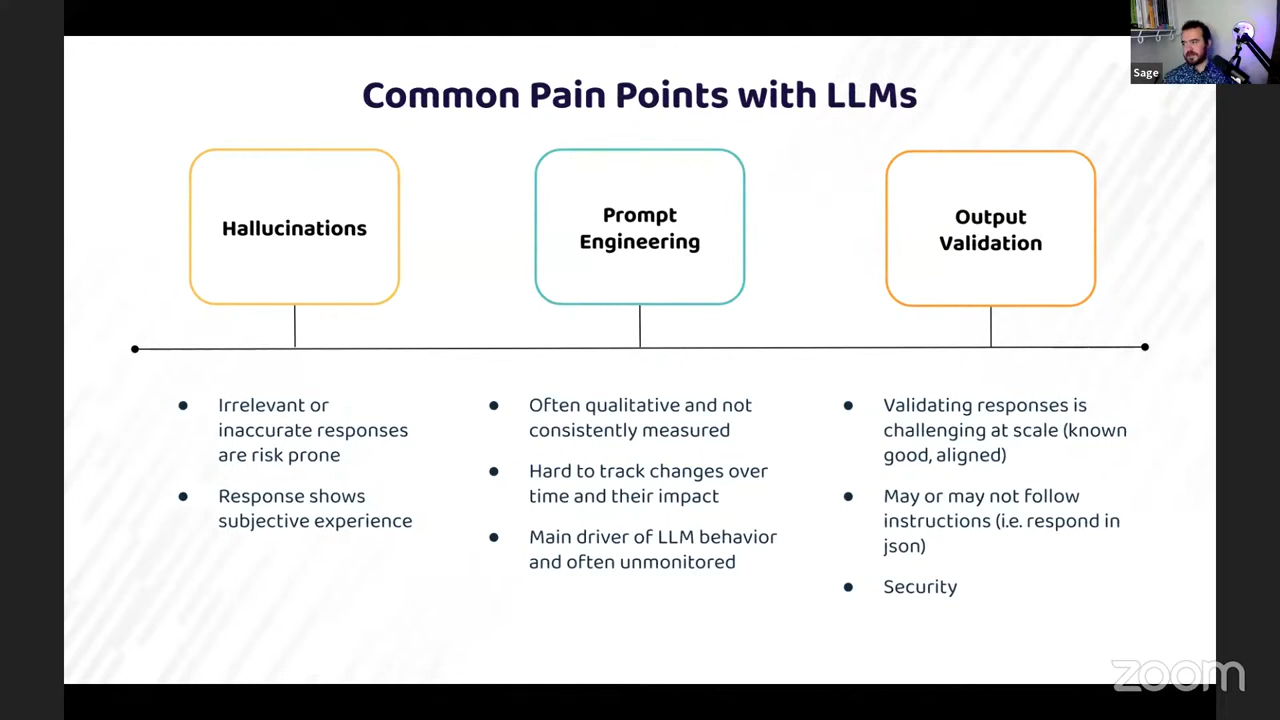 Sage
Common Pain Points with LLMs
Hallucinations
Prompt
Engineering
Output
Validation
● Irrelevant or
inaccurate responses
are risk prone
● Response shows
subjective experience
● Often qualitative and not
consistently measured
● Hard to track changes over
time and their impact
● Main driver of LLM behavior
and often unmonitored
● Validating responses is
challenging at scale (known
good, aligned)
● May or may not follow
instructions (i.e. respond in
json)
● Security
zoom